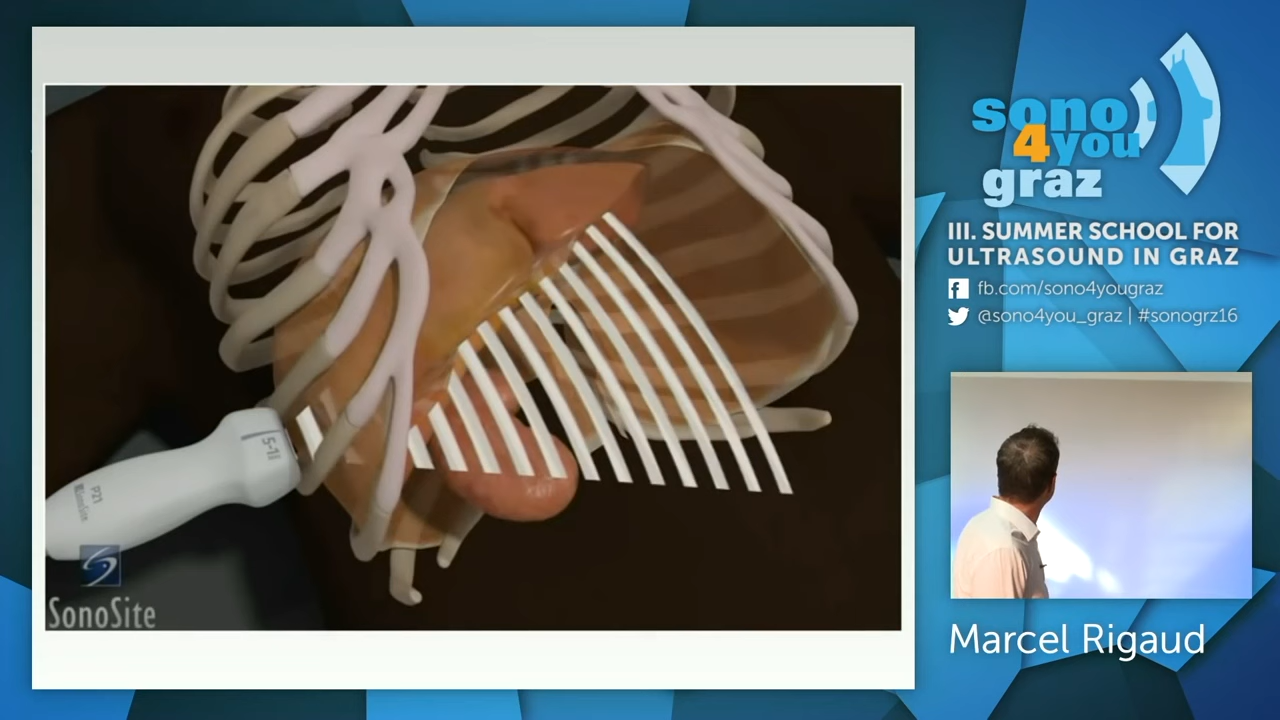 5-1
P21
SonoSite
SonoSite
sono
4you
graz
III. SUMMER SCHOOL FOR
ULTRASOUND IN GRAZ
fb.com/sono4yougraz
@sono4you_graz | #sonogrz16
Marcel Rigaud